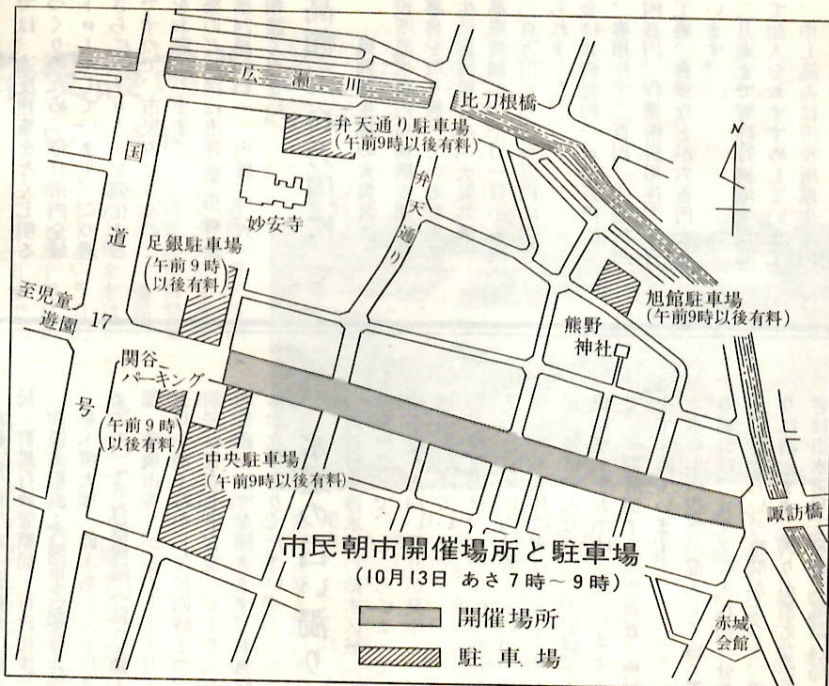 広瀬川
比刀根橋
弁天通り駐車場
(午前9時以後有料)
N
国道17号
弁天通り
妙安寺
足銀駐車場
(午前9時
以後有料)
至児童
遊園
旭館駐車場
(午前9時以後有料)
熊野
神社
関谷
パーキング
(午前9時
以後有料)
中央駐車場
(午前9時以後有料)
諏訪橋
市民朝市開催場所と駐車場
(10月13日 あさ7時~9時)
開催場所
駐車場
赤城
会館